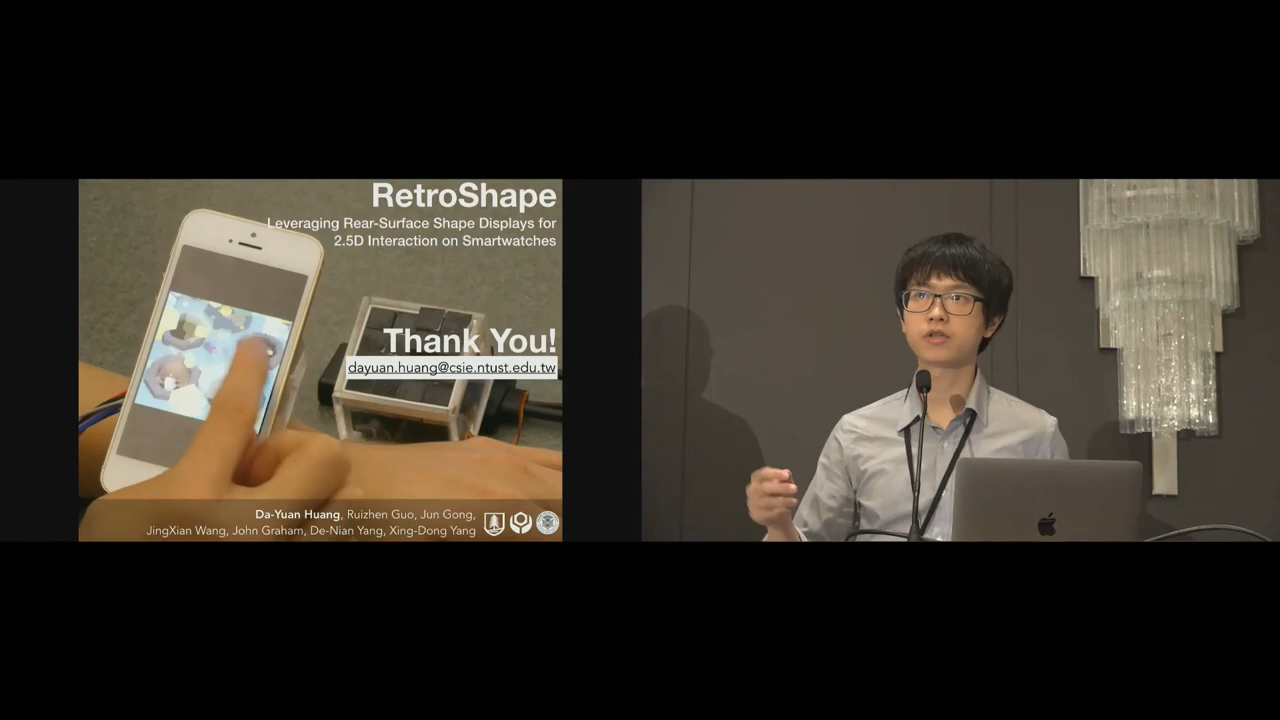 RetroShape
Leveraging Rear-Surface Shape Displays for
2.5D Interaction on Smartwatches
Thank You!
dayuan.huang@csie.ntust.edu.tw
Da-Yuan Huang, Ruizhen Guo, Jun Gong,
JingXian Wang, John Graham, De-Nian Yang, Xing-Dong Yang